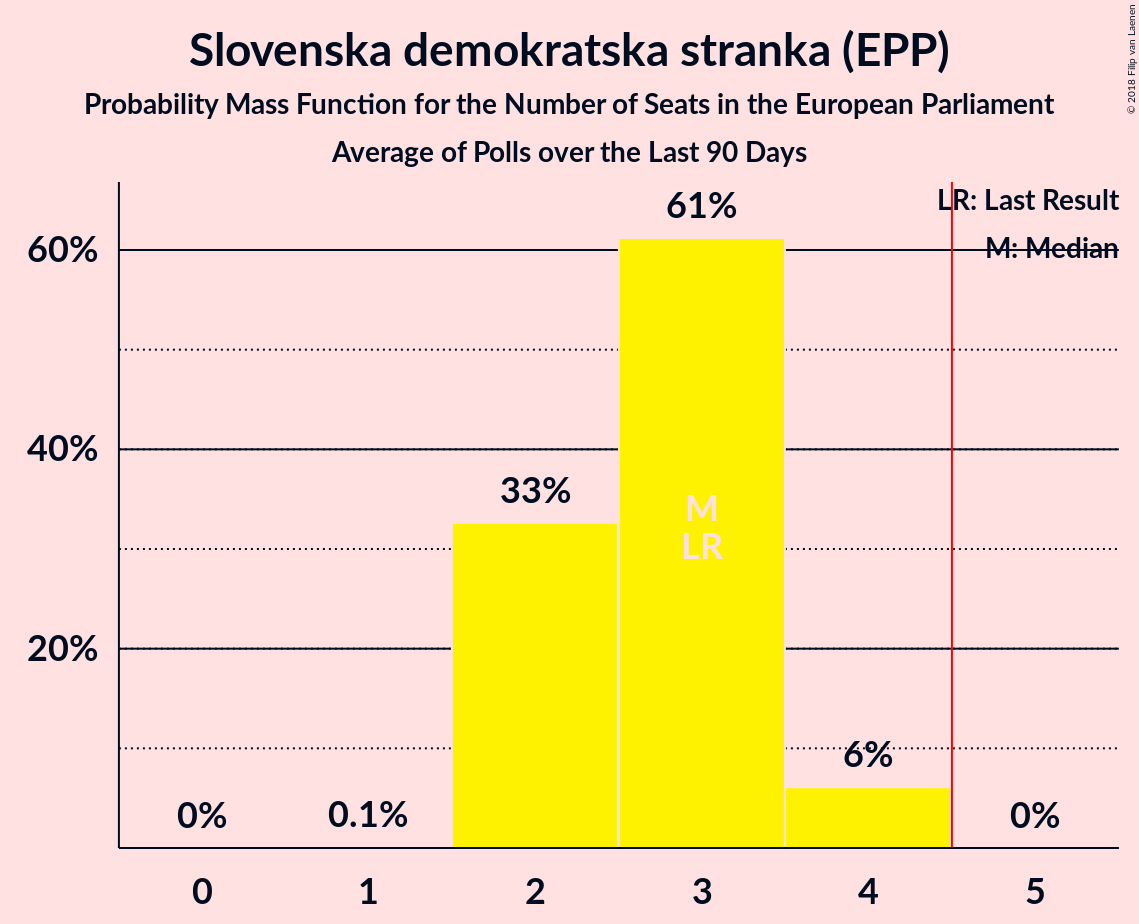 Slovenska demokratska stranka (EPP)
Probability Mass Function for the Number of Seats in the European Parliament
Average of Polls over the Last 90 Days
© 2018 Filip van Laenen
LR: Last Result
M: Median
60%
40%
20%
0%
0.1%
33%
61%
M
LR
6%
0%
0
1
2
3
4
5